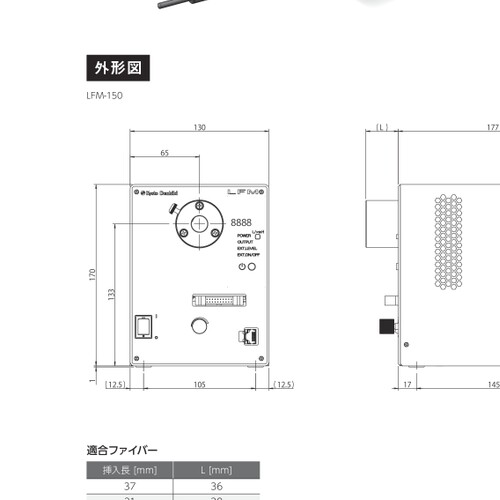 外形図
LFM-150
130
65
(L)
177
LFM
8888
L/vert
POWER
OUTPUT
EXT.LEVEL
EXT.ON/OFF
170
133
1
(12.5)
105
(12.5)
17
145
適合ファイバー
挿入長 [mm]
L [mm]
37
36